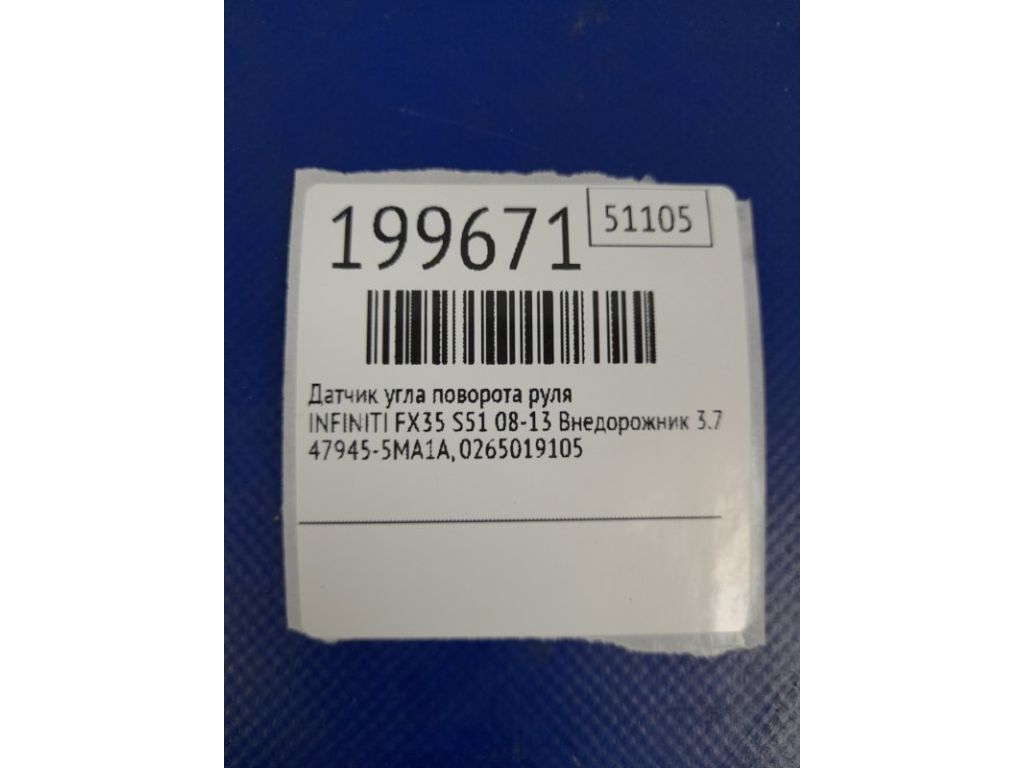 199671
51105
Датчик угла поворота руля
INFINITI FX35 S51 08-13 Внедорожник 3.7
47945-5MA1A, 0265019105